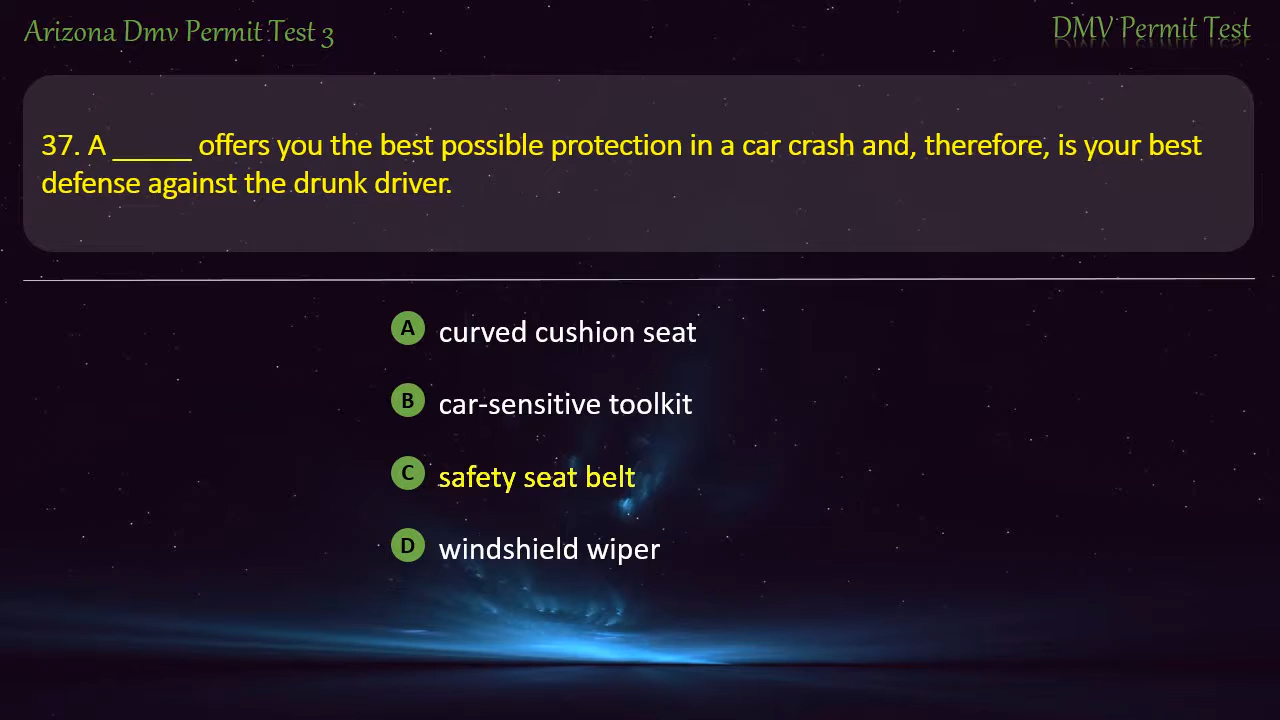 Arizona Dmv Permit Test 3
DMV Permit Test
37. A _____ offers you the best possible protection in a car crash and, therefore, is your best
defense against the drunk driver.
A curved cushion seat
B car-sensitive toolkit
C safety seat belt
D windshield wiper